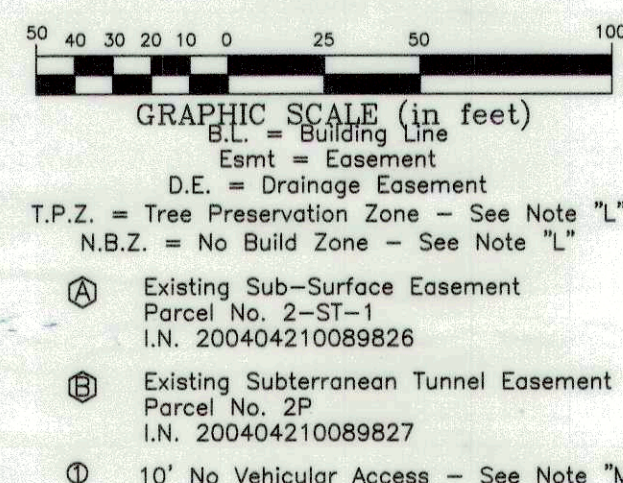 50 40 30 20 10 0 25 50 100
GRAPHIC SCALE (in feet)
B.L. = Building Line
Esmt = Easement
D.E. = Drainage Easement
T.P.Z. = Tree Preservation Zone – See Note "L"
N.B.Z. = No Build Zone – See Note "L"
A Existing Sub–Surface Easement
Parcel No. 2–ST–1
I.N. 200404210089826
B Existing Subterranean Tunnel Easement
Parcel No. 2P
I.N. 200404210089827
1 10' No Vehicular Access – See Note "M